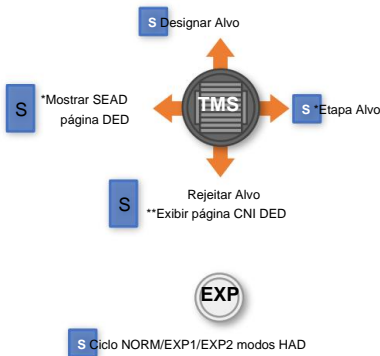 S Designar Alvo
S *Mostrar SEAD
página DED
TMS
S *Etapa Alvo
S Rejeitar Alvo
**Exibir página CNI DED
EXP
S Ciclo NORM/EXP1/EXP2 modos HAD